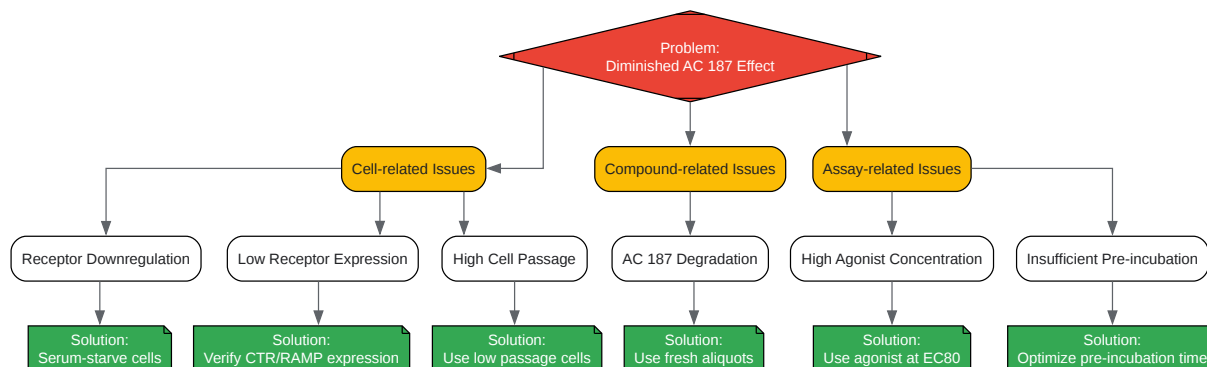 Problem:
Diminished AC 187 Effect
Cell-related Issues
Compound-related Issues
Assay-related Issues
Receptor Downregulation
Low Receptor Expression
High Cell Passage
AC 187 Degradation
High Agonist Concentration
Insufficient Pre-incubation
Solution:
Serum-starve cells
Solution:
Verify CTR/RAMP expression
Solution:
Use low passage cells
Solution:
Use fresh aliquots
Solution:
Use agonist at EC80
Solution:
Optimize pre-incubation time